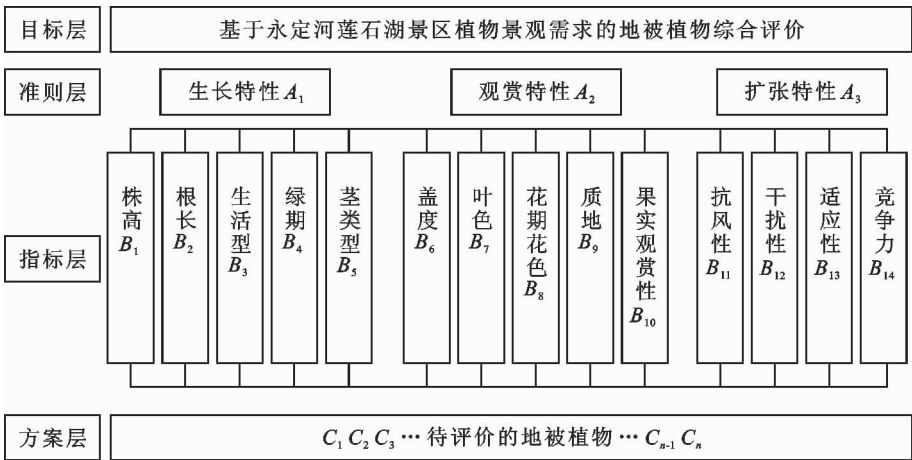 目标层
基于永定河莲石湖景区植物景观需求的地被植物综合评价
准则层
生长特性A₁
观赏特性A₂
扩张特性A₃
指标层
株高B₁
根长B₂
生活型B₃
绿期B₄
茎类型B₅
盖度B₆
叶色B₇
花期花色B₈
质地B₉
果实观赏性B₁₀
抗风性B₁₁
干扰性B₁₂
适应性B₁₃
竞争力B₁₄
方案层
C₁ C₂ C₃ … 待评价的地被植物 … Cₙ₋₁ Cₙ